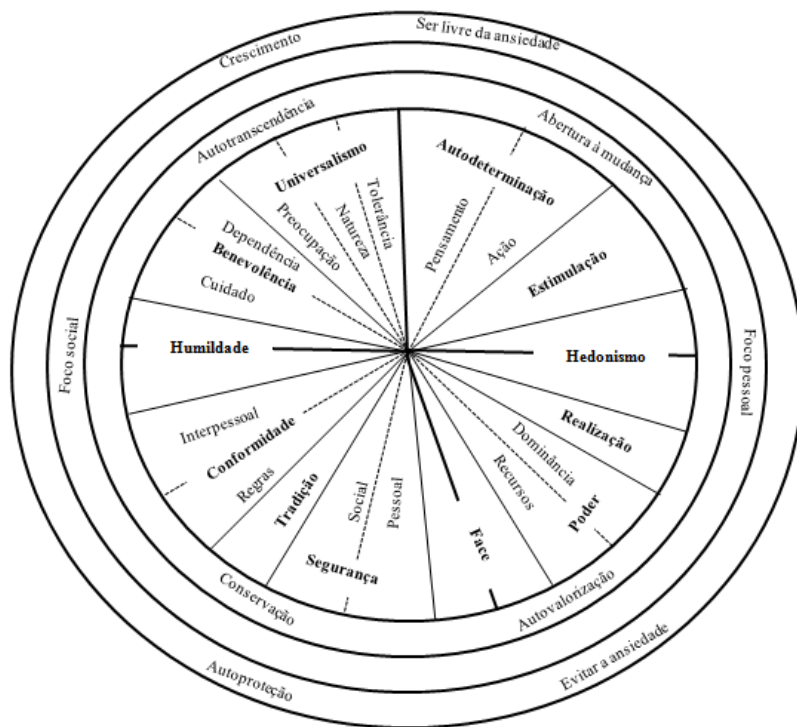 Ser livre da ansiedade
Crescimento
Autotranscendência
Abertura à mudança
Universalismo
Autodeterminação
Tolerância
Natureza
Preocupação
Pensamento
Ação
Dependência
Benevolência
Cuidado
Estimulação
Foco social
Humildade
Hedonismo
Foco pessoal
Interpessoal
Conformidade
Regras
Tradição
Social
Pessoal
Segurança
Realização
Dominância
Recursos
Poder
Face
Conservação
Autovalorização
Autoproteção
Evitar a ansiedade